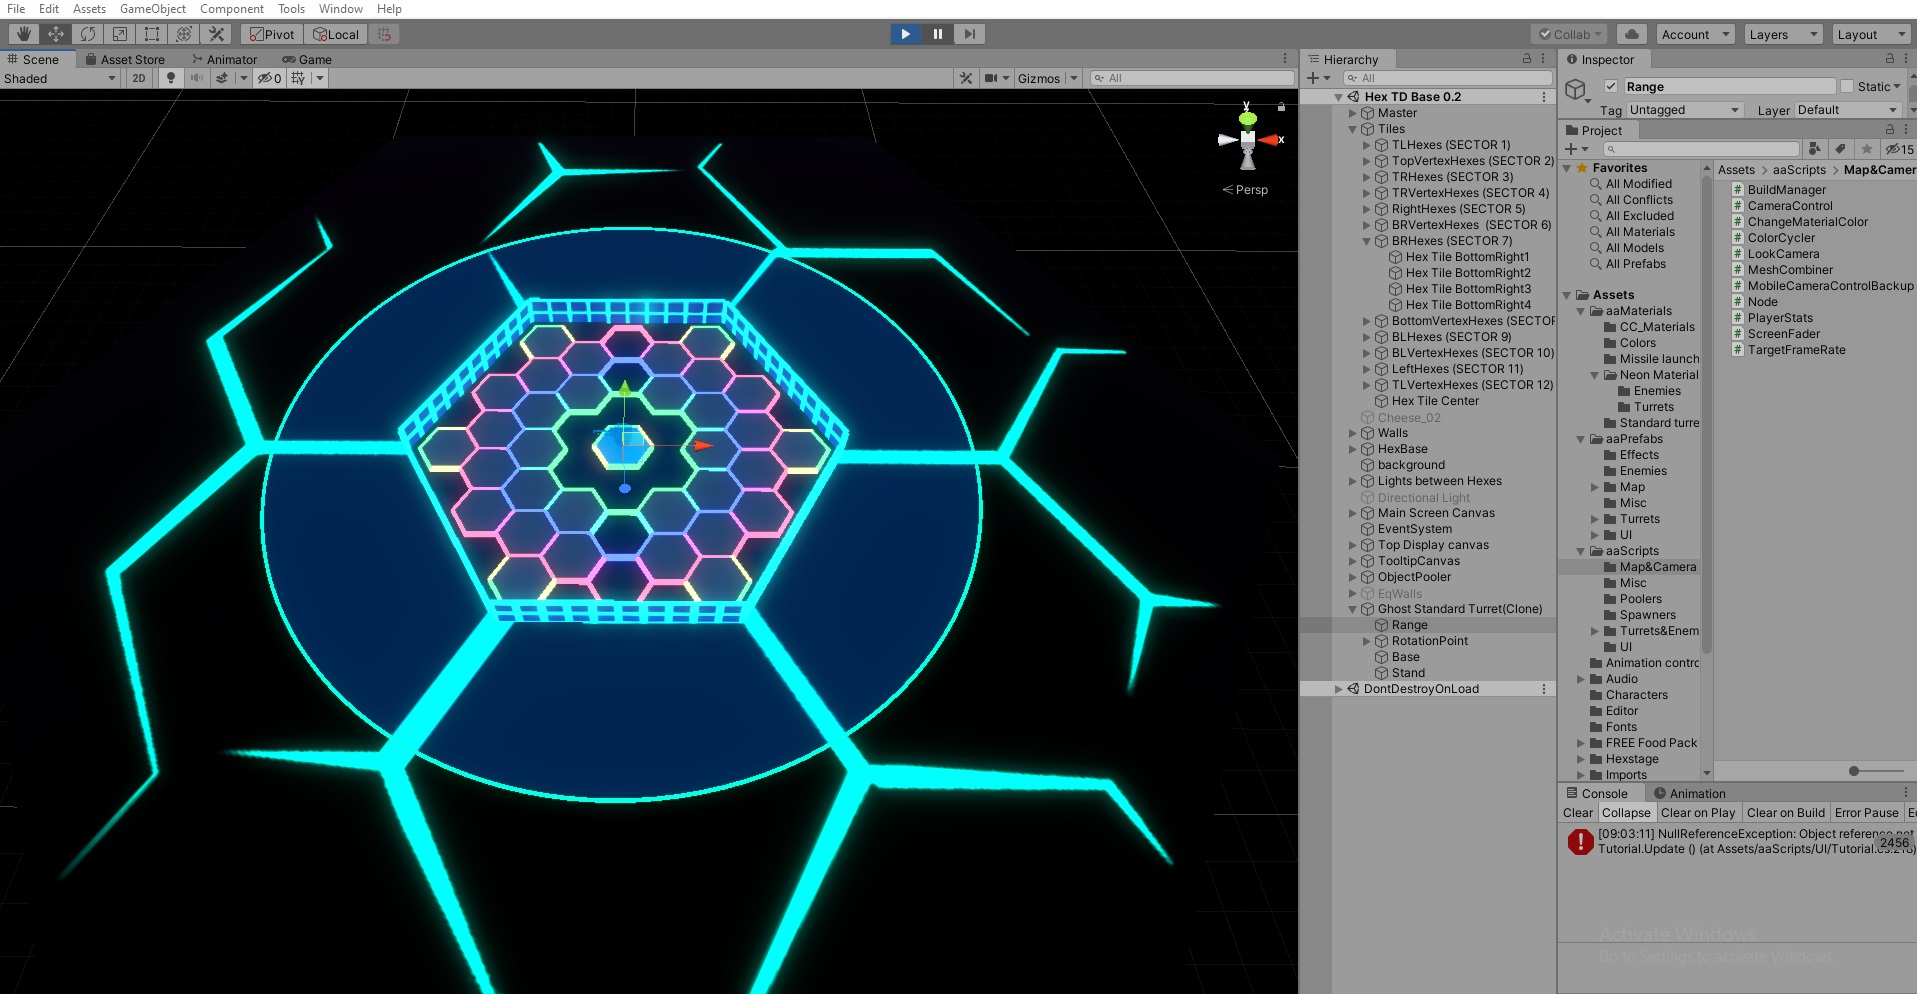 File Edit Assets GameObject Component Tools Window Help
Pivot Local Collab Account Layers Layout
Scene Asset Store Animator Game
Shaded 2D 0 Gizmos All
y
x
Persp
Hierarchy
All
Hex TD Base 0.2
Master
Tiles
TLHexes (SECTOR 1)
TopVertexHexes (SECTOR 2)
TRHexes (SECTOR 3)
TRVertexHexes (SECTOR 4)
RightHexes (SECTOR 5)
BRVertexHexes (SECTOR 6)
BRHexes (SECTOR 7)
Hex Tile BottomRight1
Hex Tile BottomRight2
Hex Tile BottomRight3
Hex Tile BottomRight4
BottomVertexHexes (SECTOR
BLHexes (SECTOR 9)
BLVertexHexes (SECTOR 10)
LeftHexes (SECTOR 11)
TLVertexHexes (SECTOR 12)
Hex Tile Center
Cheese_02
Walls
HexBase
background
Lights between Hexes
Directional Light
Main Screen Canvas
EventSystem
Top Display canvas
TooltipCanvas
ObjectPooler
EqWalls
Ghost Standard Turret(Clone)
Range
RotationPoint
Base
Stand
DontDestroyOnLoad
Inspector
Range Static
Tag Untagged Layer Default
Project
15
Favorites
All Modified
All Conflicts
All Excluded
All Materials
All Models
All Prefabs
Assets
aaMaterials
CC_Materials
Colors
Missile launch
Neon Material
Enemies
Turrets
Standard turre
aaPrefabs
Effects
Enemies
Map
Misc
Turrets
UI
aaScripts
Map&Camera
Misc
Poolers
Spawners
Turrets&Enem
UI
Animation contrc
Audio
Characters
Editor
Fonts
FREE Food Pack
Hexstage
Imports
Assets > aaScripts > Map&Camer
BuildManager
CameraControl
ChangeMaterialColor
ColorCycler
LookCamera
MeshCombiner
MobileCameraControlBackup
Node
PlayerStats
ScreenFader
TargetFrameRate
Console Animation
Clear Collapse Clear on Play Clear on Build Error Pause
[09:03:11] NullReferenceException: Object reference not
Tutorial.Update () (at Assets/aaScripts/UI/Tutorial.cs:218)
2456
Activate Windows
Go to Settings to activate Windows.